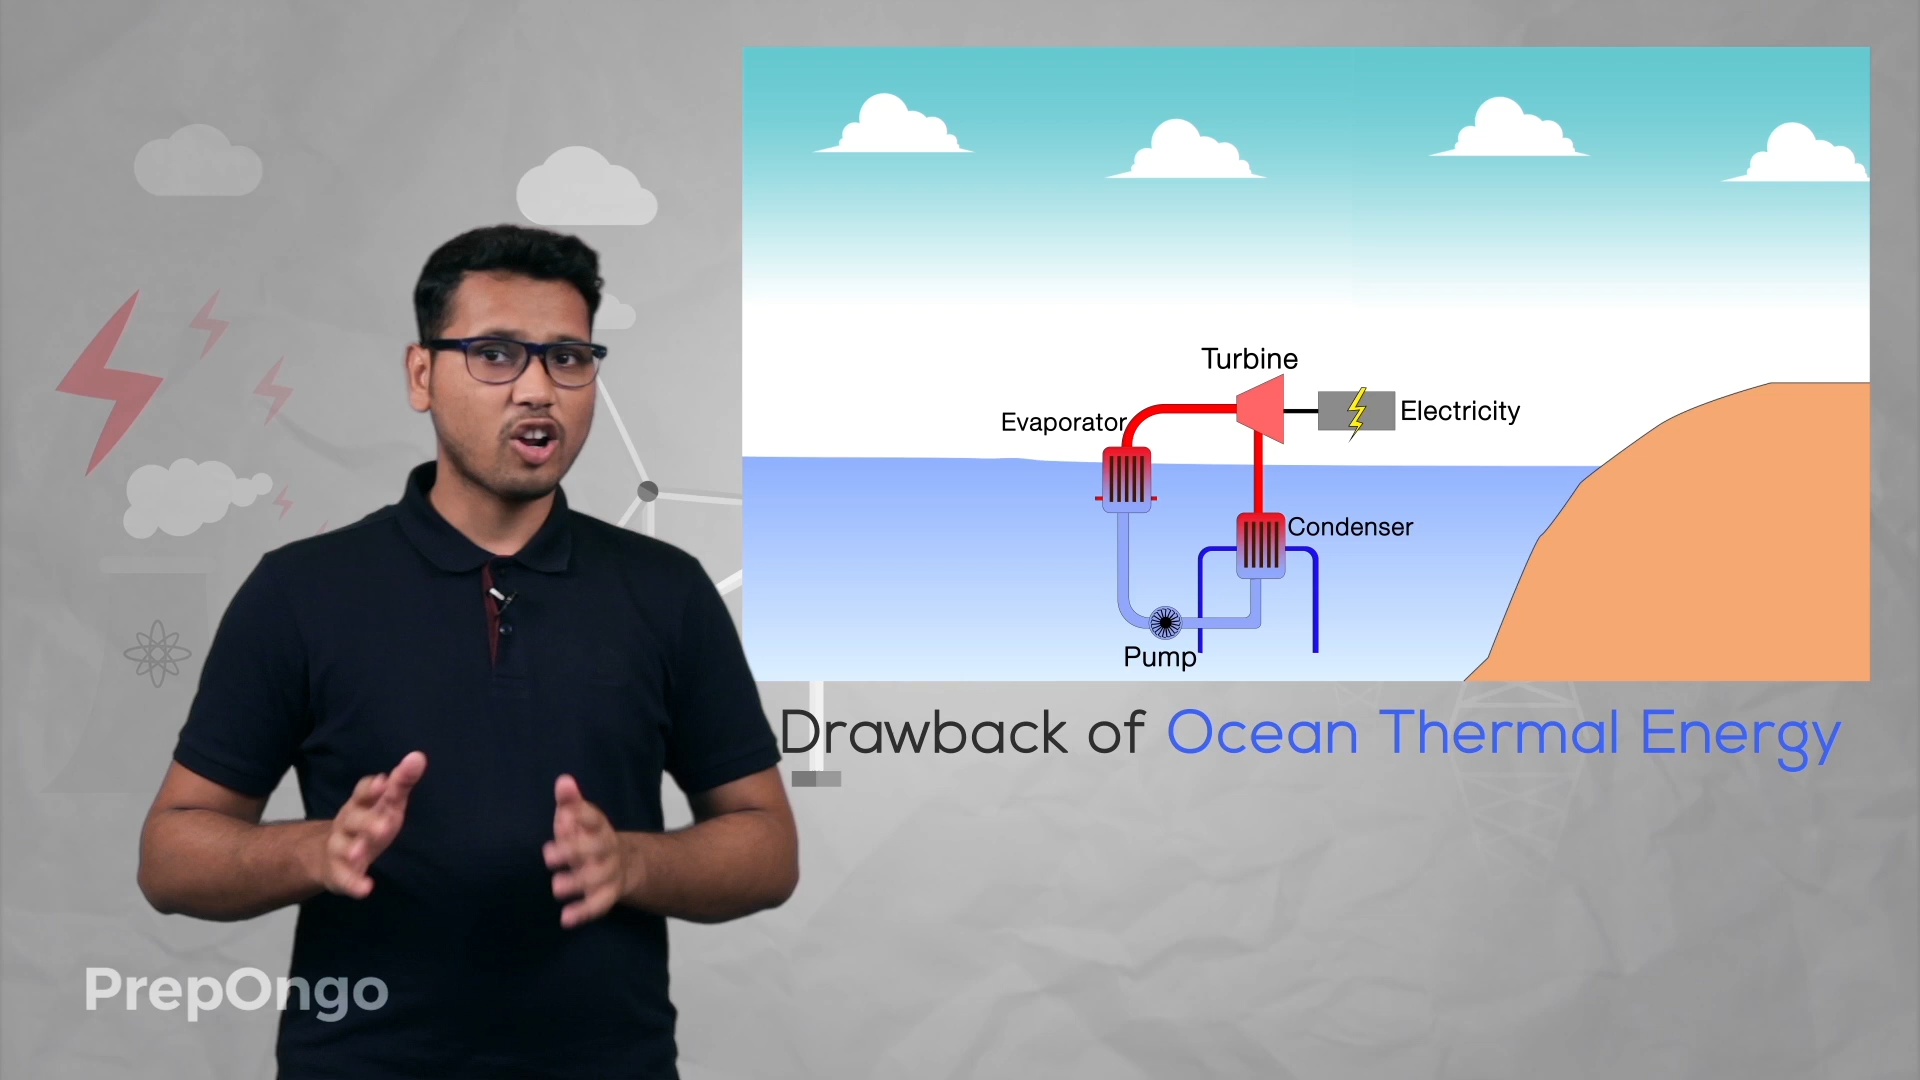 Turbine
Evaporator
Electricity
Condenser
Pump
Drawback of Ocean Thermal Energy
PrepOngo